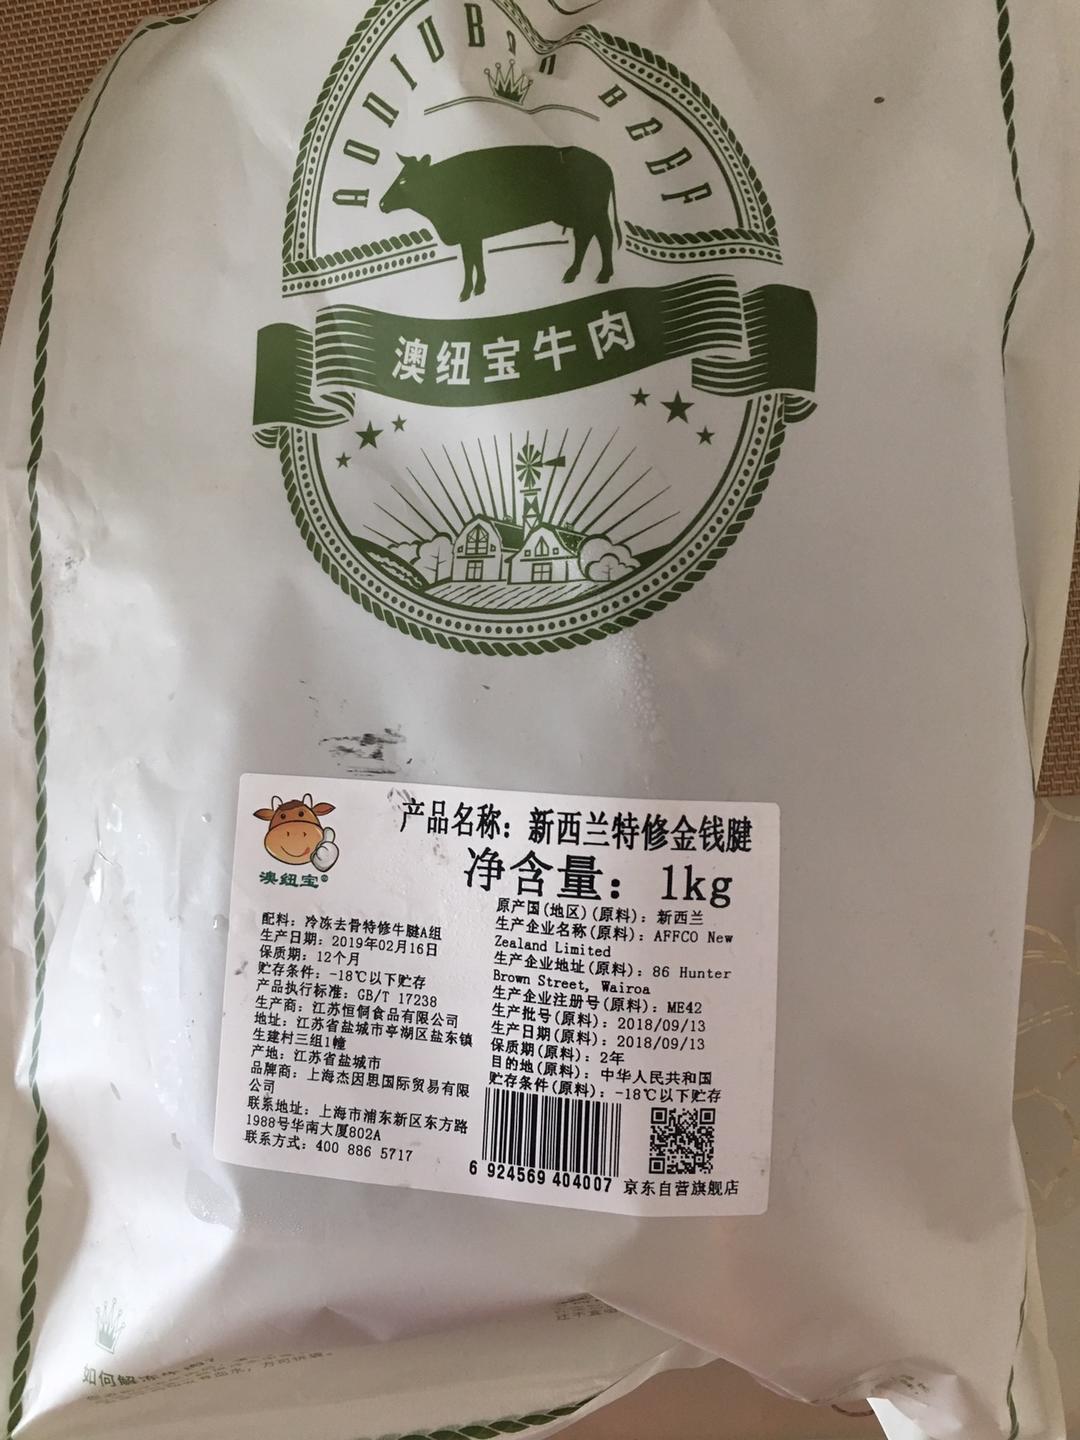 AONIUBAO BEEF
澳纽宝牛肉
澳纽宝®
产品名称：新西兰特修金钱腱
净含量：1kg
配料：冷冻去骨特修牛腱A组
生产日期：2019年02月16日
保质期：12个月
贮存条件：-18℃以下贮存
产品执行标准：GB/T 17238
生产商：江苏恒侗食品有限公司
地址：江苏省盐城市亭湖区盐东镇
生建村三组1幢
产地：江苏省盐城市
品牌商：上海杰因思国际贸易有限
公司
联系地址：上海市浦东新区东方路
1988号华南大厦802A
联系方式：400 886 5717
原产国(地区)(原料)：新西兰
生产企业名称(原料)：AFFCO New
Zealand Limited
生产企业地址(原料)：86 Hunter
Brown Street, Wairoa
生产企业注册号(原料)：ME42
生产批号(原料)：2018/09/13
生产日期(原料)：2018/09/13
保质期(原料)：2年
目的地(原料)：中华人民共和国
贮存条件(原料)：-18℃以下贮存
6 924569 404007
京东自营旗舰店
如何解冻